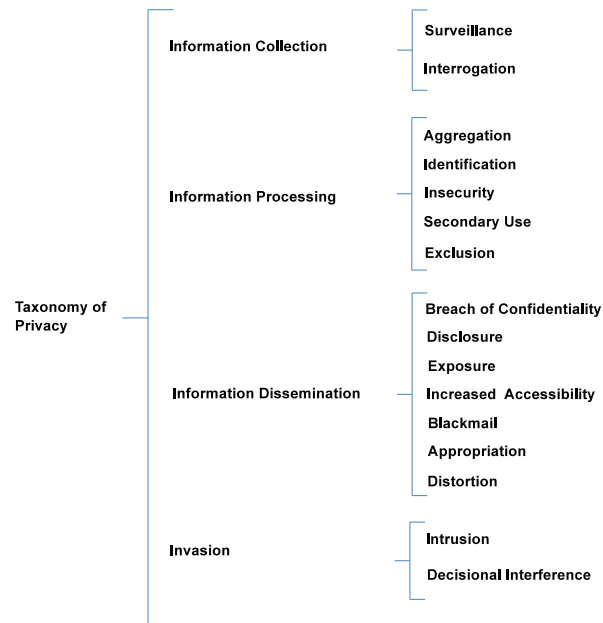 Taxonomy of
Privacy
Information Collection
Surveillance
Interrogation
Information Processing
Aggregation
Identification
Insecurity
Secondary Use
Exclusion
Information Dissemination
Breach of Confidentiality
Disclosure
Exposure
Increased Accessibility
Blackmail
Appropriation
Distortion
Invasion
Intrusion
Decisional Interference